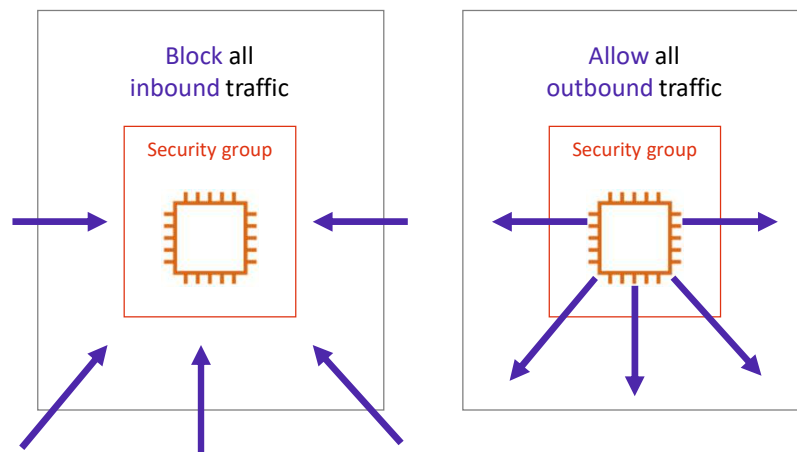 Block all
inbound traffic
Security group
Allow all
outbound traffic
Security group